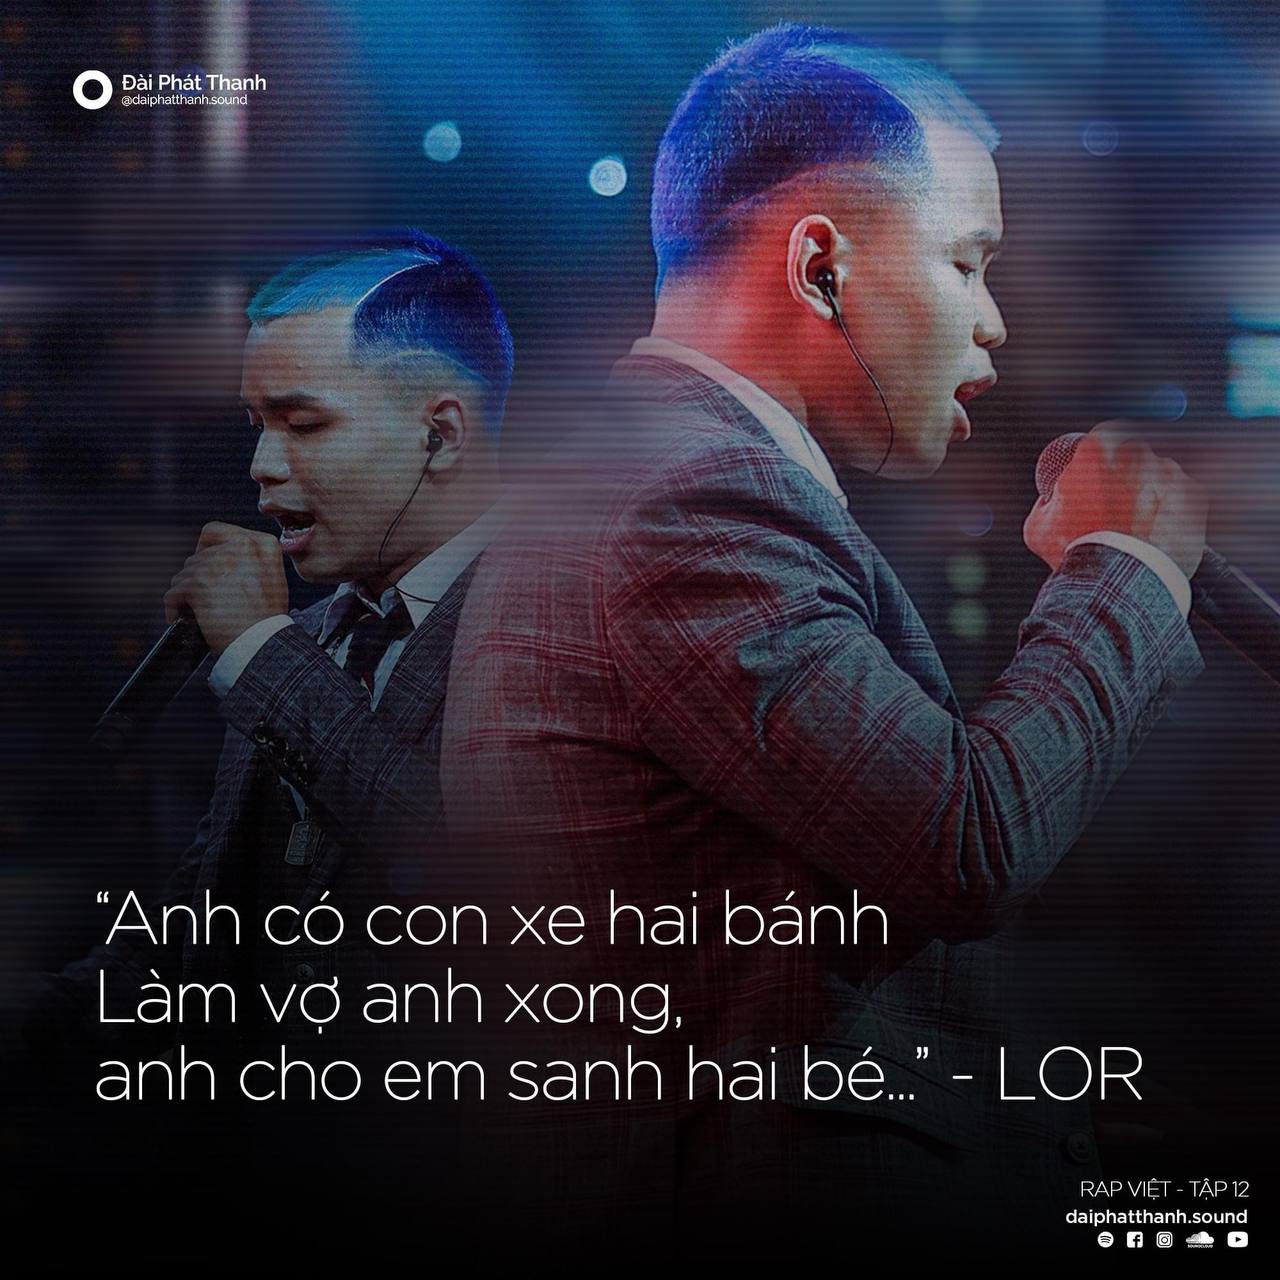 Đài Phát Thanh
@daiphatthanh.sound
“Anh có con xe hai bánh
Làm vợ anh xong,
anh cho em sanh hai bé...” - LOR
RAP VIỆT - TẬP 12
daiphatthanh.sound
SOUNDCLOUD